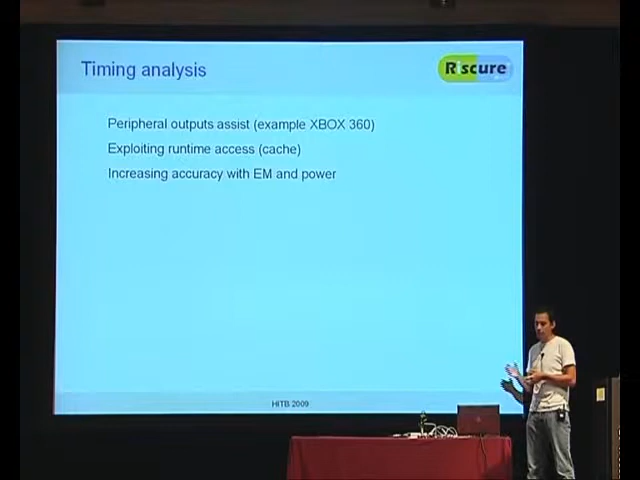 Timing analysis
Riscure
Peripheral outputs assist (example XBOX 360)
Exploiting runtime access (cache)
Increasing accuracy with EM and power
HITB 2009